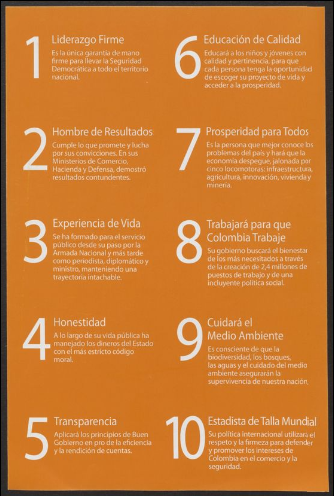 1
Liderazgo Firme
Es la única garantía de mano
firme para llevar la Seguridad
Democrática a todo el territorio
nacional.
2
Hombre de Resultados
Cumple lo que promete y lucha
por sus convicciones. En sus
Ministerios de Comercio,
Hacienda y Defensa, demostró
resultados contundentes.
3
Experiencia de Vida
Se ha formado para el servicio
público desde su paso por la
Armada Nacional y más tarde
como periodista, diplomático y
ministro, manteniendo una
trayectoria intachable.
4
Honestidad
A lo largo de su vida pública ha
manejado los dineros del Estado
con el más estricto código
moral.
5
Transparencia
Aplicará los principios de Buen
Gobierno en pro de la eficiencia
y la rendición de cuentas.
6
Educación de Calidad
Educará a los niños y jóvenes con
calidad y pertinencia, para que
cada persona tenga la oportunidad
de escoger su proyecto de vida y
acceder a la prosperidad.
7
Prosperidad para Todos
Es la persona que mejor conoce los
problemas del país y hará que la
economía despegue, jalonada por
cinco locomotoras: infraestructura,
agricultura, innovación, vivienda y
minería.
8
Trabajará para que
Colombia Trabaje
Su gobierno buscará el bienestar
de los más necesitados a través
de la creación de 2,4 millones de
puestos de trabajo y de una
incluyente política social.
9
Cuidará el
Medio Ambiente
Es consciente de que la
biodiversidad, los bosques,
las aguas y el cuidado del medio
ambiente asegurarán la
supervivencia de nuestra nación
10
Estadista de Talla Mundial
Su política internacional utilizará el
respeto y la firmeza para defender
y promover los intereses de
Colombia en el comercio y la
seguridad.